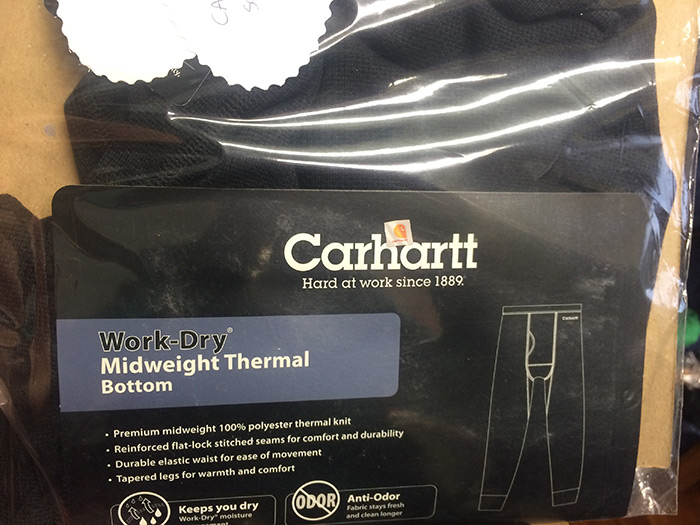 Carhartt
Hard at work since 1889.
Work-Dry®
Midweight Thermal
Bottom
Carhartt
• Premium midweight 100% polyester thermal knit
• Reinforced flat-lock stitched seams for comfort and durability
• Durable elastic waist for ease of movement
• Tapered legs for warmth and comfort
Keeps you dry
Work-Dry® moisture
ODOR
Anti-Odor
Fabric stays fresh
and clean longer